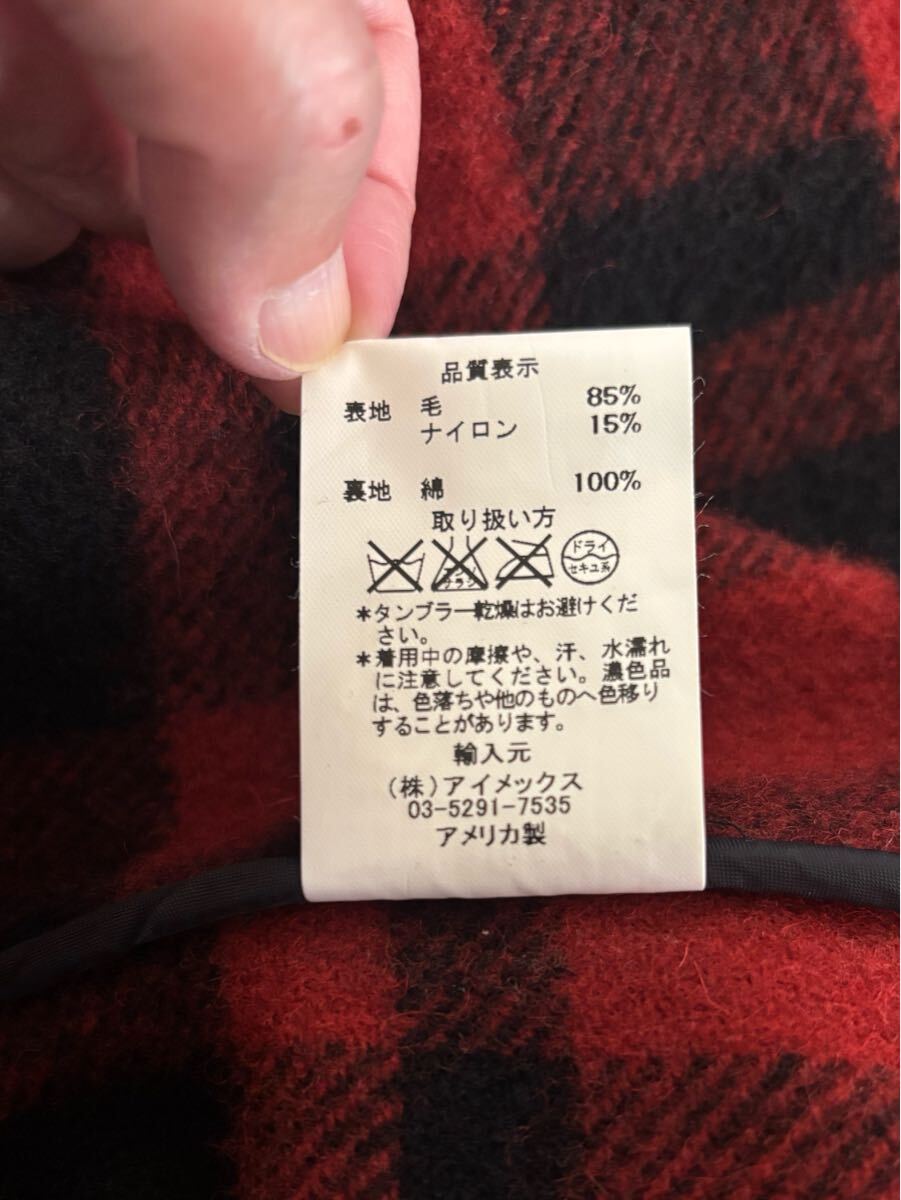 品質表示
表地 毛 85%
ナイロン 15%
裏地 綿 100%
取り扱い方
ドライ
セキユ系
サラシ
＊タンブラー乾燥はお避けくだ
さい。
＊着用中の摩擦や、汗、水濡れ
に注意してください。濃色品
は、色落ちや他のものへ色移り
することがあります。
輸入元
(株)アイメックス
03-5291-7535
アメリカ製